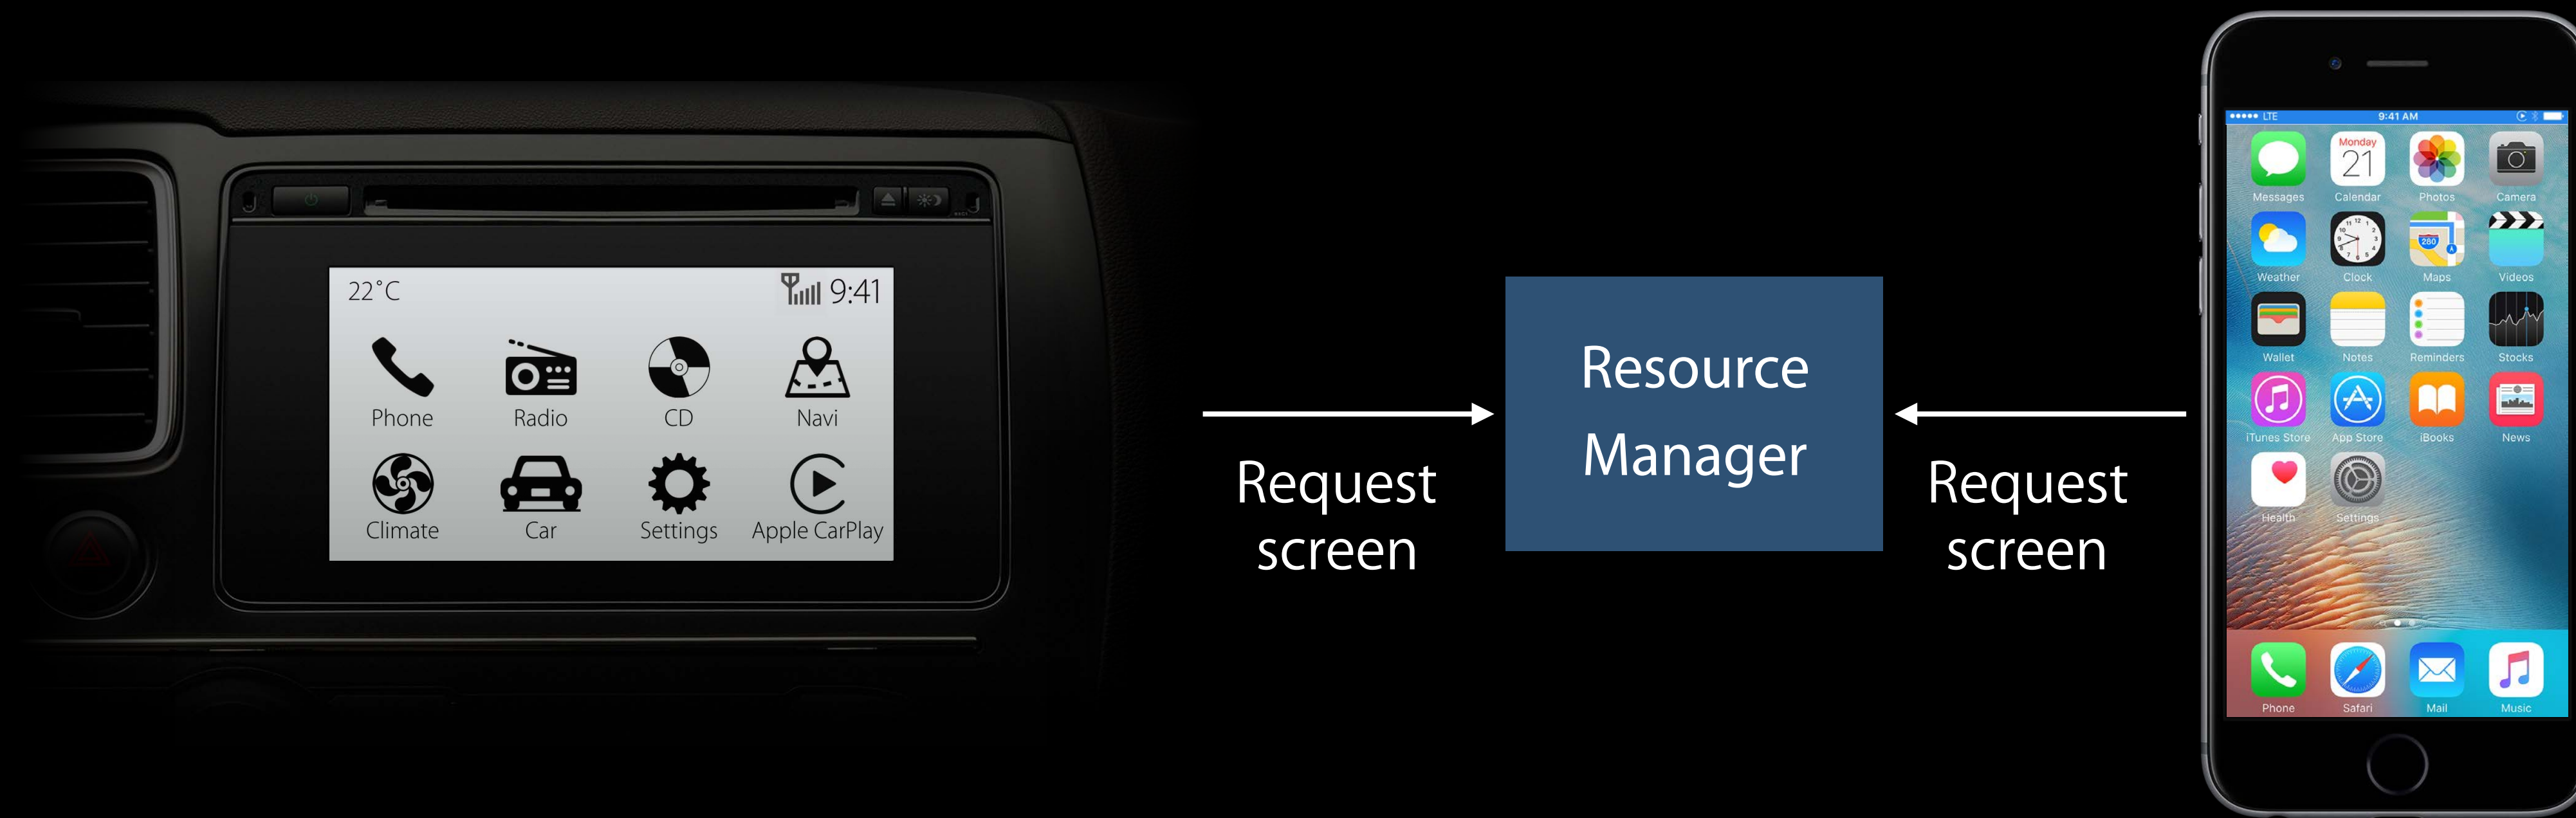 22°C
9:41
Phone
Radio
CD
Navi
Climate
Car
Settings
Apple CarPlay
Request
screen
Resource
Manager
Request
screen
LTE
9:41 AM
Monday
21
Messages
Calendar
Photos
Camera
280
Weather
Clock
Maps
Videos
Wallet
Notes
Reminders
Stocks
iTunes Store
App Store
iBooks
News
Health
Settings
Phone
Safari
Mail
Music